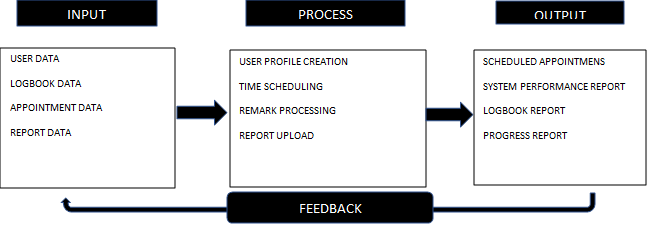 INPUT
PROCESS
OUTPUT
USER DATA
LOGBOOK DATA
APPOINTMENT DATA
REPORT DATA
USER PROFILE CREATION
TIME SCHEDULING
REMARK PROCESSING
REPORT UPLOAD
SCHEDULED APPOINTMENS
SYSTEM PERFORMANCE REPORT
LOGBOOK REPORT
PROGRESS REPORT
FEEDBACK